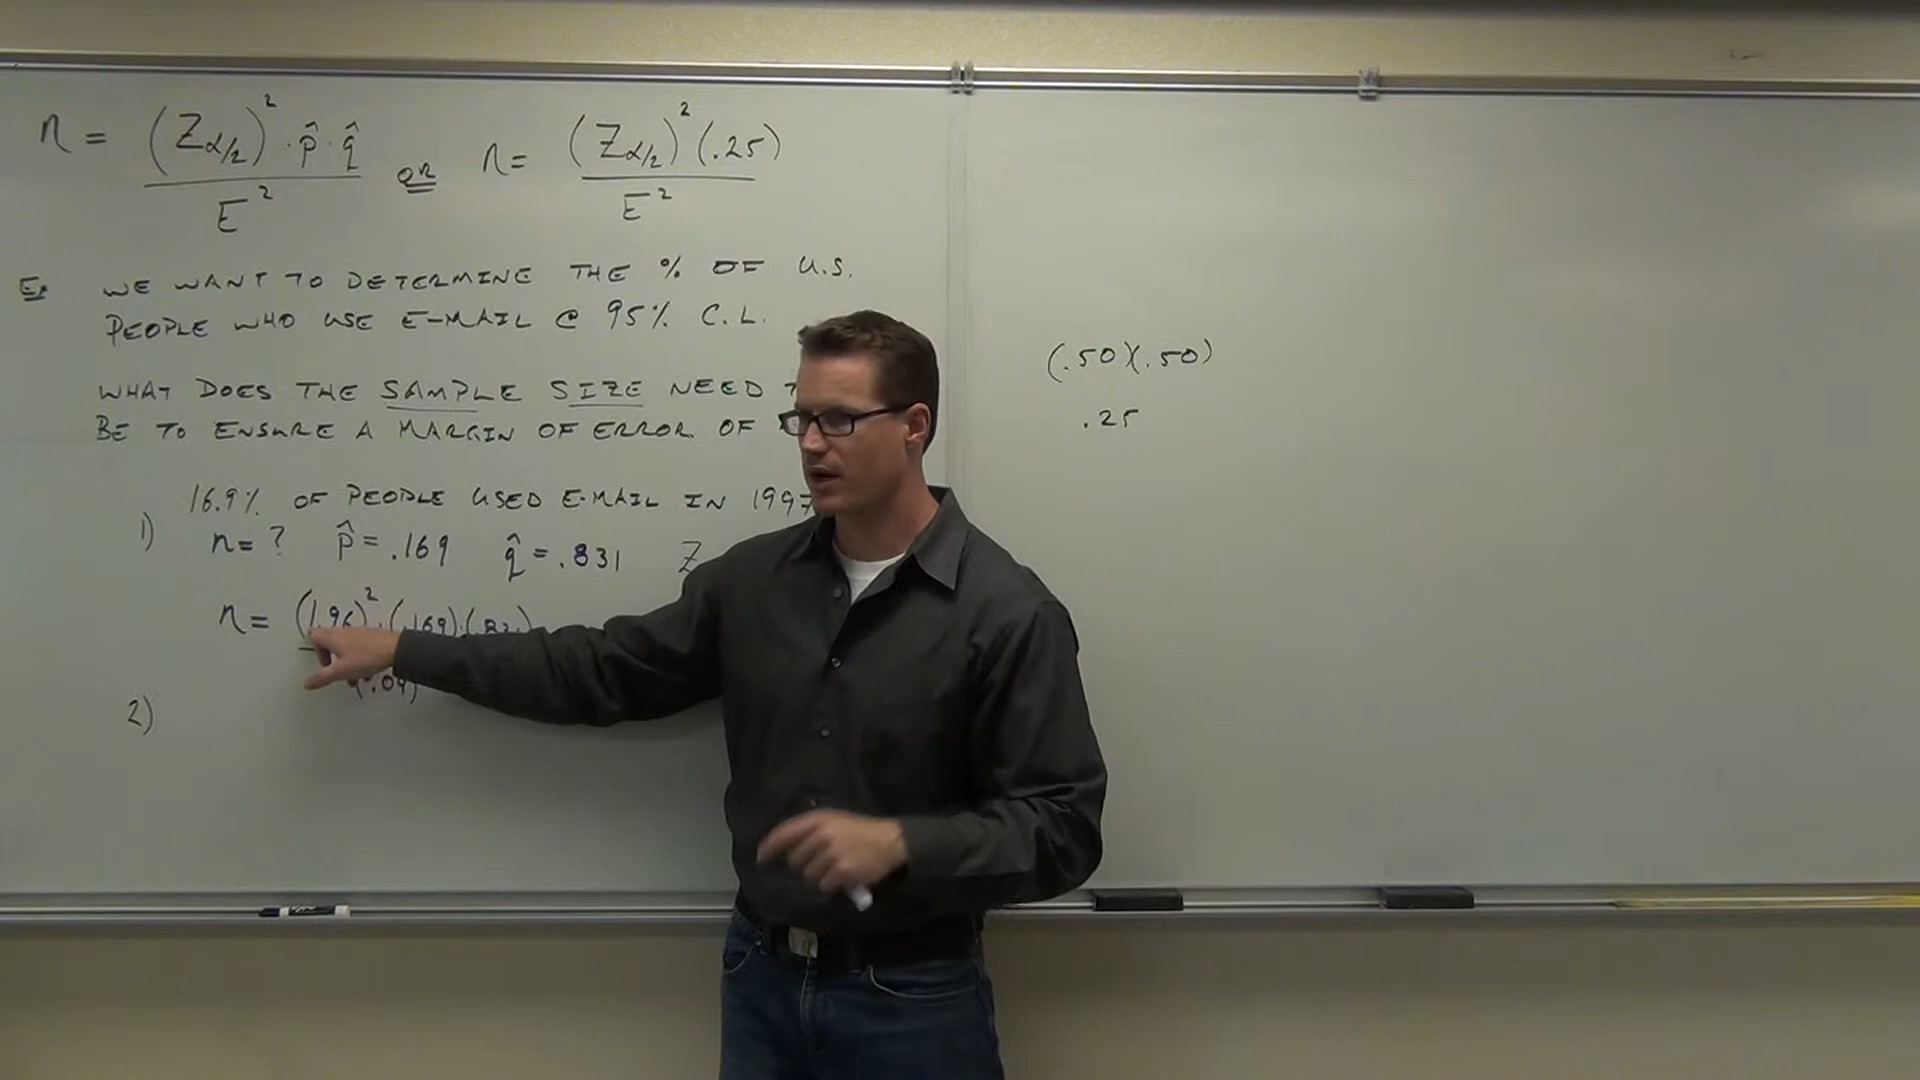 n = (Zα/2)² · p̂ · q̂ / E² OR n = (Zα/2)² (.25) / E²
Ex WE WANT TO DETERMINE THE % OF U.S.
PEOPLE WHO USE E-MAIL @ 95% C.L.
WHAT DOES THE SAMPLE SIZE NEED
BE TO ENSURE A MARGIN OF ERROR OF
16.9% OF PEOPLE USED E-MAIL IN 1997
1) n = ? p̂ = .169 q̂ = .831 Z
n = (1.96)² · (.169) · (.831)
(.04)
2)
(.50)(.50)
.25